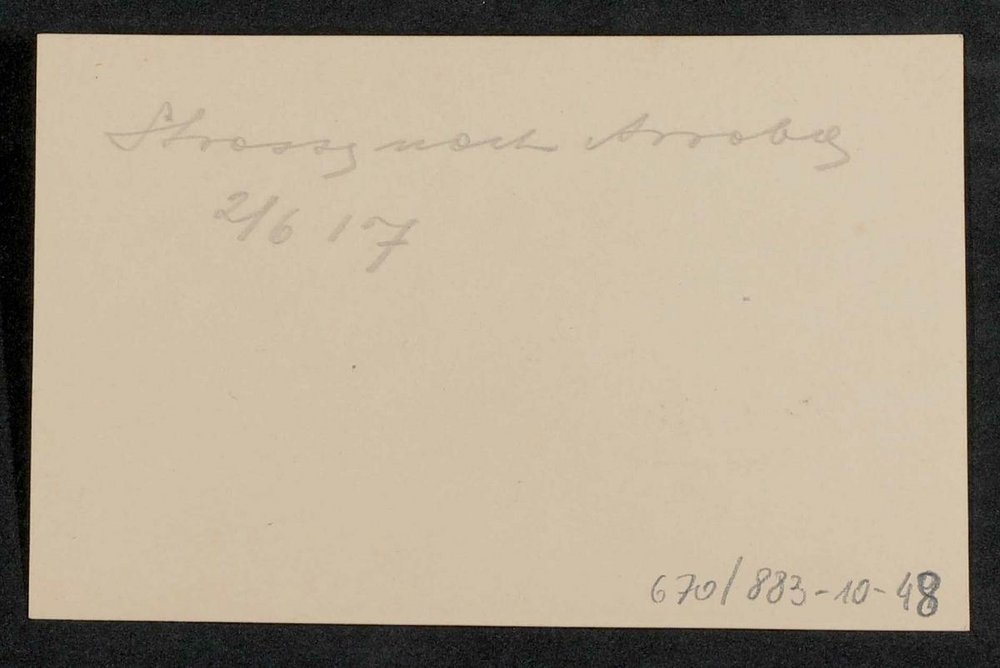 Strasse nach Arraba
2/6 17
670/883-10-48